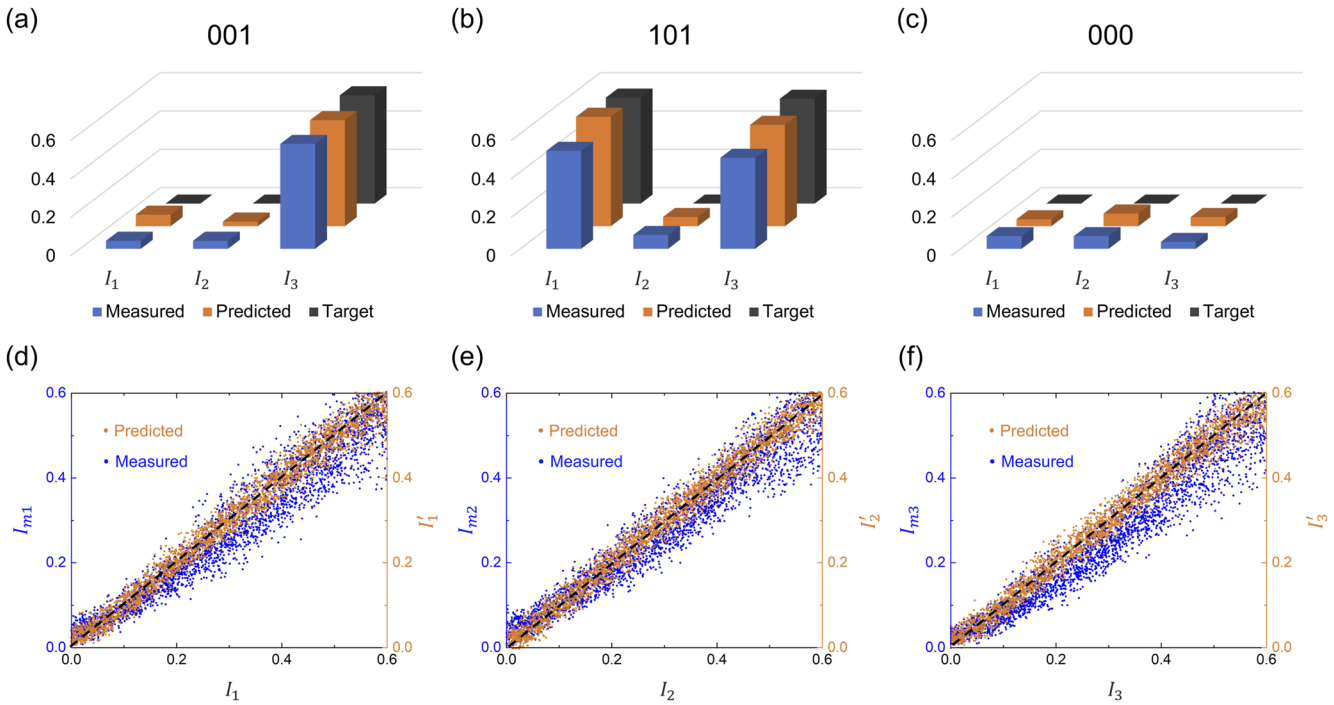 (a)
001
0.6
0.4
0.2
0
I₁ I₂ I₃
Measured Predicted Target
(b)
101
0.6
0.4
0.2
0
I₁ I₂ I₃
Measured Predicted Target
(c)
000
0.6
0.4
0.2
0
I₁ I₂ I₃
Measured Predicted Target
(d)
0.6
0.4
0.2
0.0
Iₘ₁
Predicted
Measured
0.6
0.4
0.2
0.0
I′₁
0.0 0.2 0.4 0.6
I₁
(e)
0.6
0.4
0.2
0.0
Iₘ₂
Predicted
Measured
0.6
0.4
0.2
0.0
I′₂
0.0 0.2 0.4 0.6
I₂
(f)
0.6
0.4
0.2
0.0
Iₘ₃
Predicted
Measured
0.6
0.4
0.2
0.0
I′₃
0.0 0.2 0.4 0.6
I₃